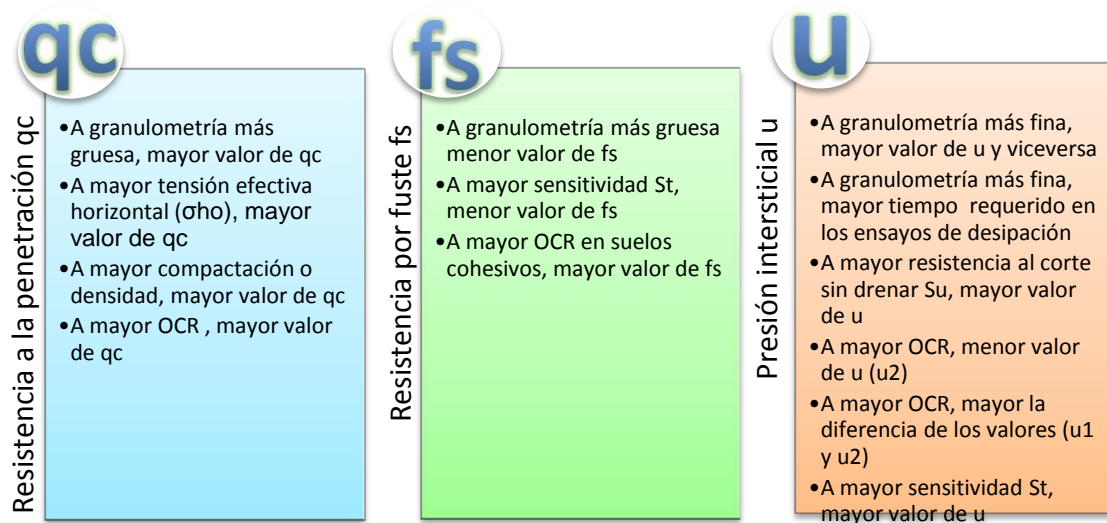 qc
Resistencia a la penetración qc
•A granulometría más
gruesa, mayor valor de qc
•A mayor tensión efectiva
horizontal (σho), mayor
valor de qc
•A mayor compactación o
densidad, mayor valor de qc
•A mayor OCR , mayor valor
de qc
fs
Resistencia por fuste fs
•A granulometría más gruesa
menor valor de fs
•A mayor sensitividad St,
menor valor de fs
•A mayor OCR en suelos
cohesivos, mayor valor de fs
u
Presión intersticial u
•A granulometría más fina,
mayor valor de u y viceversa
•A granulometría más fina,
mayor tiempo requerido en
los ensayos de desipación
•A mayor resistencia al corte
sin drenar Su, mayor valor
de u
•A mayor OCR, menor valor
de u (u2)
•A mayor OCR, mayor la
diferencia de los valores (u1
y u2)
•A mayor sensitividad St,
mayor valor de u